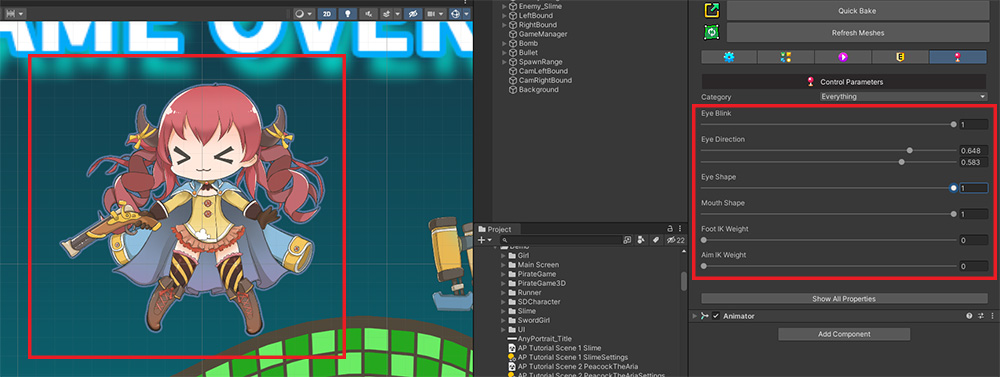 AME OVER
2D
Enemy_Slime
LeftBound
RightBound
GameManager
Bomb
Bullet
SpawnRange
CamLeftBound
CamRightBound
Background
Project
22
Demo
Girl
Main Screen
PirateGame
PirateGame3D
Runner
SDCharacter
Slime
SwordGirl
UI
AnyPortrait_Title
AP Tutorial Scene 1 Slime
AP Tutorial Scene 1 SlimeSettings
AP Tutorial Scene 2 PeacockTheAria
AP Tutorial Scene 2 PeacockTheAriaSettings
Quick Bake
Refresh Meshes
E
Control Parameters
Category Everything
Eye Blink
1
Eye Direction
0.648
0.583
Eye Shape
1
Mouth Shape
1
Foot IK Weight
0
Aim IK Weight
0
Show All Properties
Animator
Add Component